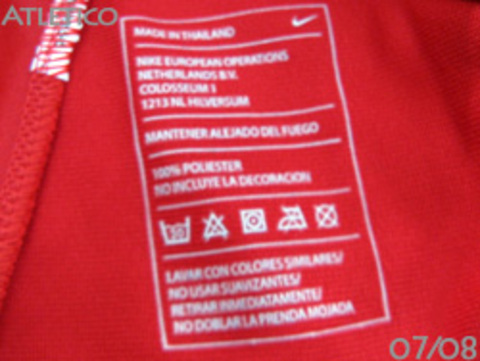 ATLETICO
MADE IN THAILAND
NIKE EUROPEAN OPERATIONS
NETHERLANDS B.V.
COLOSSEUM 1
1213 NL HILVERSUM
MANTENER ALEJADO DEL FUEGO
100% POLIESTER
NO INCLUYE LA DECORACION
LAVAR CON COLORES SIMILARES/
NO USAR SUAVIZANTES/
RETIRAR INMEDIATAMENTE/
NO DOBLAR LA PRENDA MOJADA
07/08